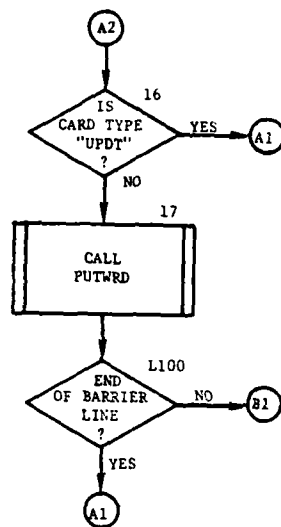 A2
16
IS
CARD TYPE
"UPDT"
?
YES
A1
NO
17
CALL
PUTWRD
L100
END
OF BARRIER
LINE
?
NO
B1
YES
A1